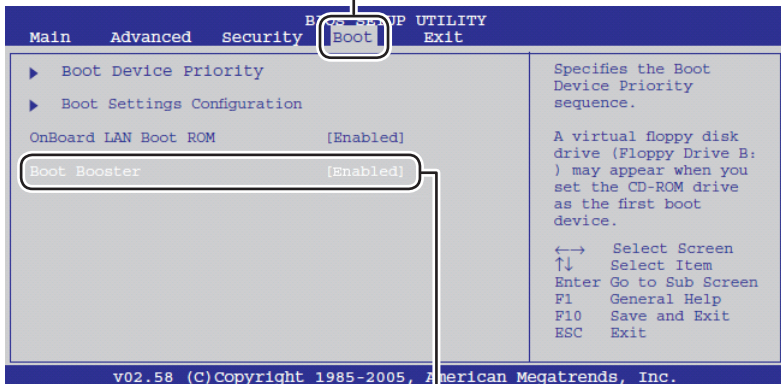 BIOS SETUP UTILITY
Main Advanced Security Boot Exit
Boot Device Priority
Boot Settings Configuration
OnBoard LAN Boot ROM [Enabled]
Boot Booster [Enabled]
Specifies the Boot
Device Priority
sequence.
A virtual floppy disk
drive (Floppy Drive B:
) may appear when you
set the CD-ROM drive
as the first boot
device.
←→ Select Screen
↑↓ Select Item
Enter Go to Sub Screen
F1 General Help
F10 Save and Exit
ESC Exit
v02.58 (C)Copyright 1985-2005, American Megatrends, Inc.